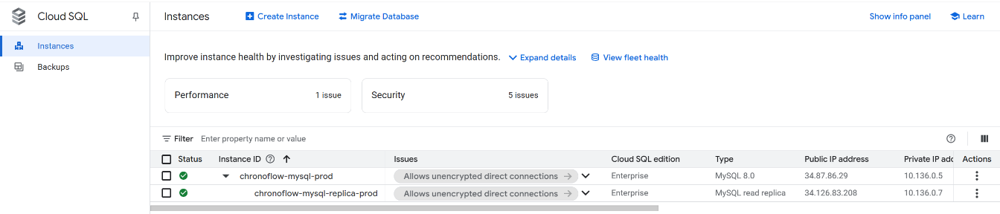 Cloud SQL
Instances
Create Instance
Migrate Database
Show info panel
Learn
Instances
Backups
Improve instance health by investigating issues and acting on recommendations.
Expand details
View fleet health
Performance
1 issue
Security
5 issues
Filter
Enter property name or value
Status
Instance ID
Issues
Cloud SQL edition
Type
Public IP address
Private IP add
Actions
chronoflow-mysql-prod
Allows unencrypted direct connections
Enterprise
MySQL 8.0
34.87.86.29
10.136.0.5
chronoflow-mysql-replica-prod
Allows unencrypted direct connections
Enterprise
MySQL read replica
34.126.83.208
10.136.0.7